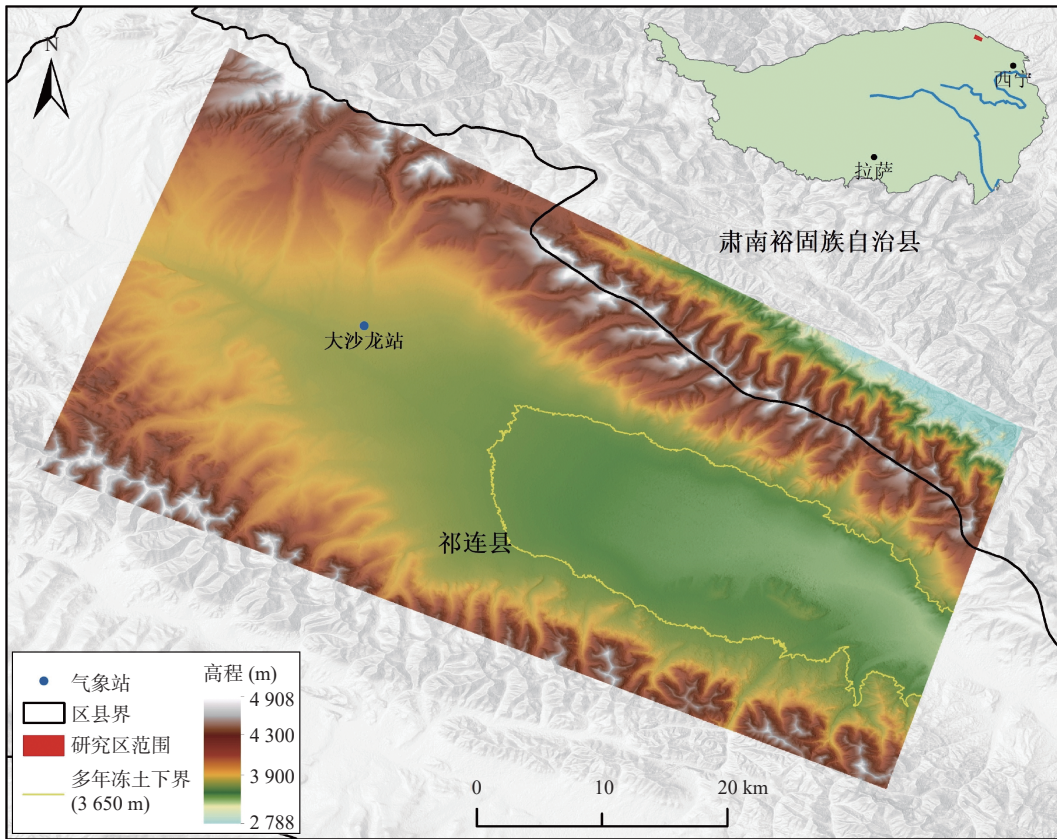 N
西宁
拉萨
肃南裕固族自治县
大沙龙站
祁连县
气象站
区县界
研究区范围
多年冻土下界
(3 650 m)
高程 (m)
4 908
4 300
3 900
2 788
0 10 20 km